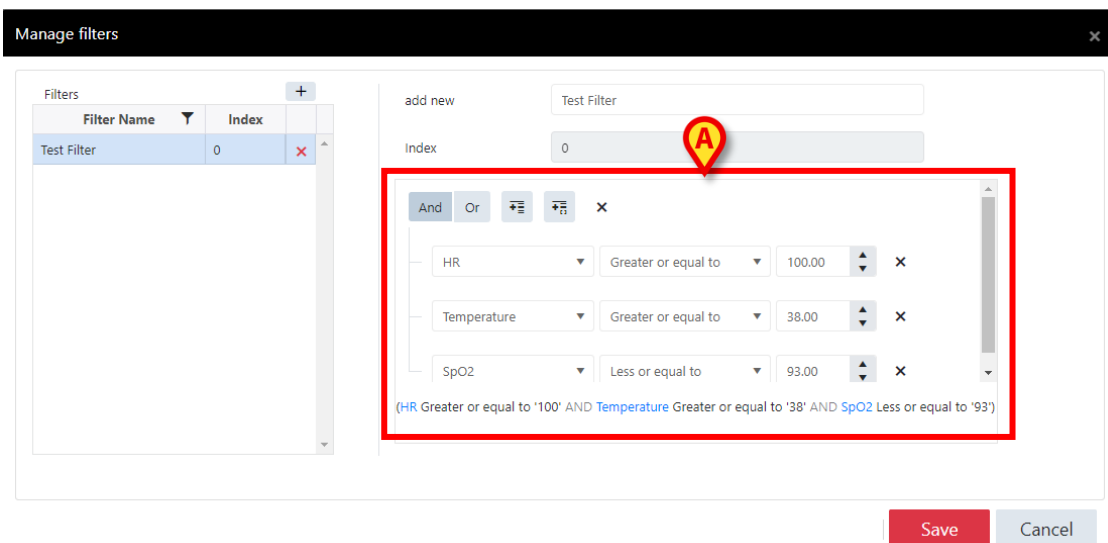 Manage filters
Filters
add new Test Filter
Filter Name Index
Test Filter 0
Index 0
A
And Or
HR Greater or equal to 100.00
Temperature Greater or equal to 38.00
SpO2 Less or equal to 93.00
(HR Greater or equal to '100' AND Temperature Greater or equal to '38' AND SpO2 Less or equal to '93')
Save Cancel